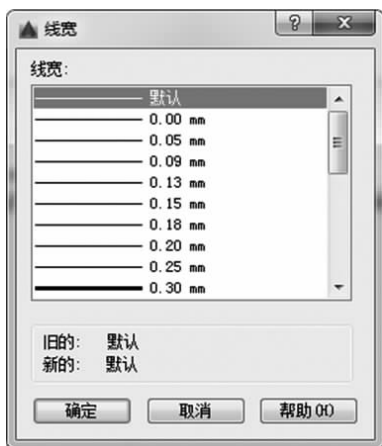 线宽
线宽:
默认
0.00 mm
0.05 mm
0.09 mm
0.13 mm
0.15 mm
0.18 mm
0.20 mm
0.25 mm
0.30 mm
旧的: 默认
新的: 默认
确定 取消 帮助(H)